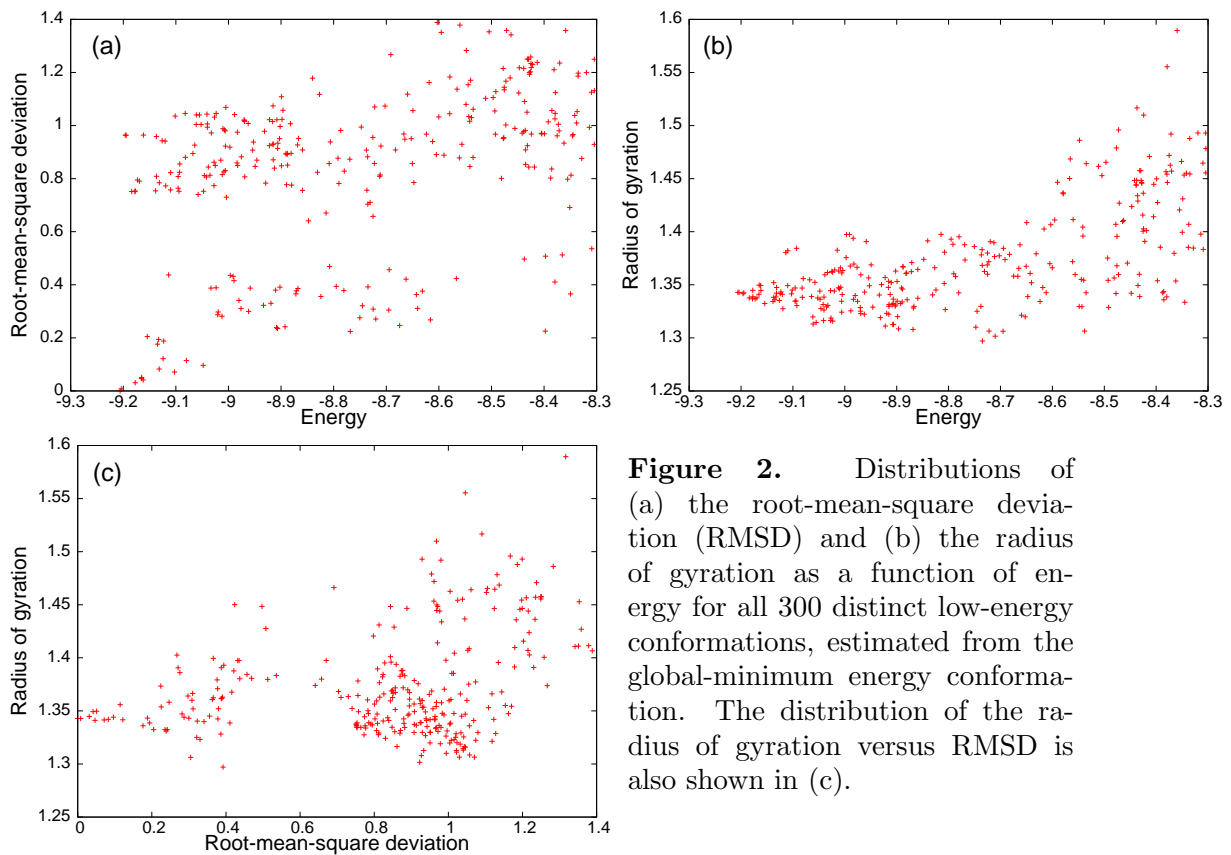 (a)
Root-mean-square deviation
1.4
1.2
1
0.8
0.6
0.4
0.2
0
-9.3 -9.2 -9.1 -9 -8.9 -8.8 -8.7 -8.6 -8.5 -8.4 -8.3
Energy
(b)
Radius of gyration
1.6
1.55
1.5
1.45
1.4
1.35
1.3
1.25
-9.3 -9.2 -9.1 -9 -8.9 -8.8 -8.7 -8.6 -8.5 -8.4 -8.3
Energy
(c)
Radius of gyration
1.6
1.55
1.5
1.45
1.4
1.35
1.3
1.25
0 0.2 0.4 0.6 0.8 1 1.2 1.4
Root-mean-square deviation
Figure 2. Distributions of
(a) the root-mean-square devia-
tion (RMSD) and (b) the radius
of gyration as a function of en-
ergy for all 300 distinct low-energy
conformations, estimated from the
global-minimum energy conforma-
tion. The distribution of the ra-
dius of gyration versus RMSD is
also shown in (c).